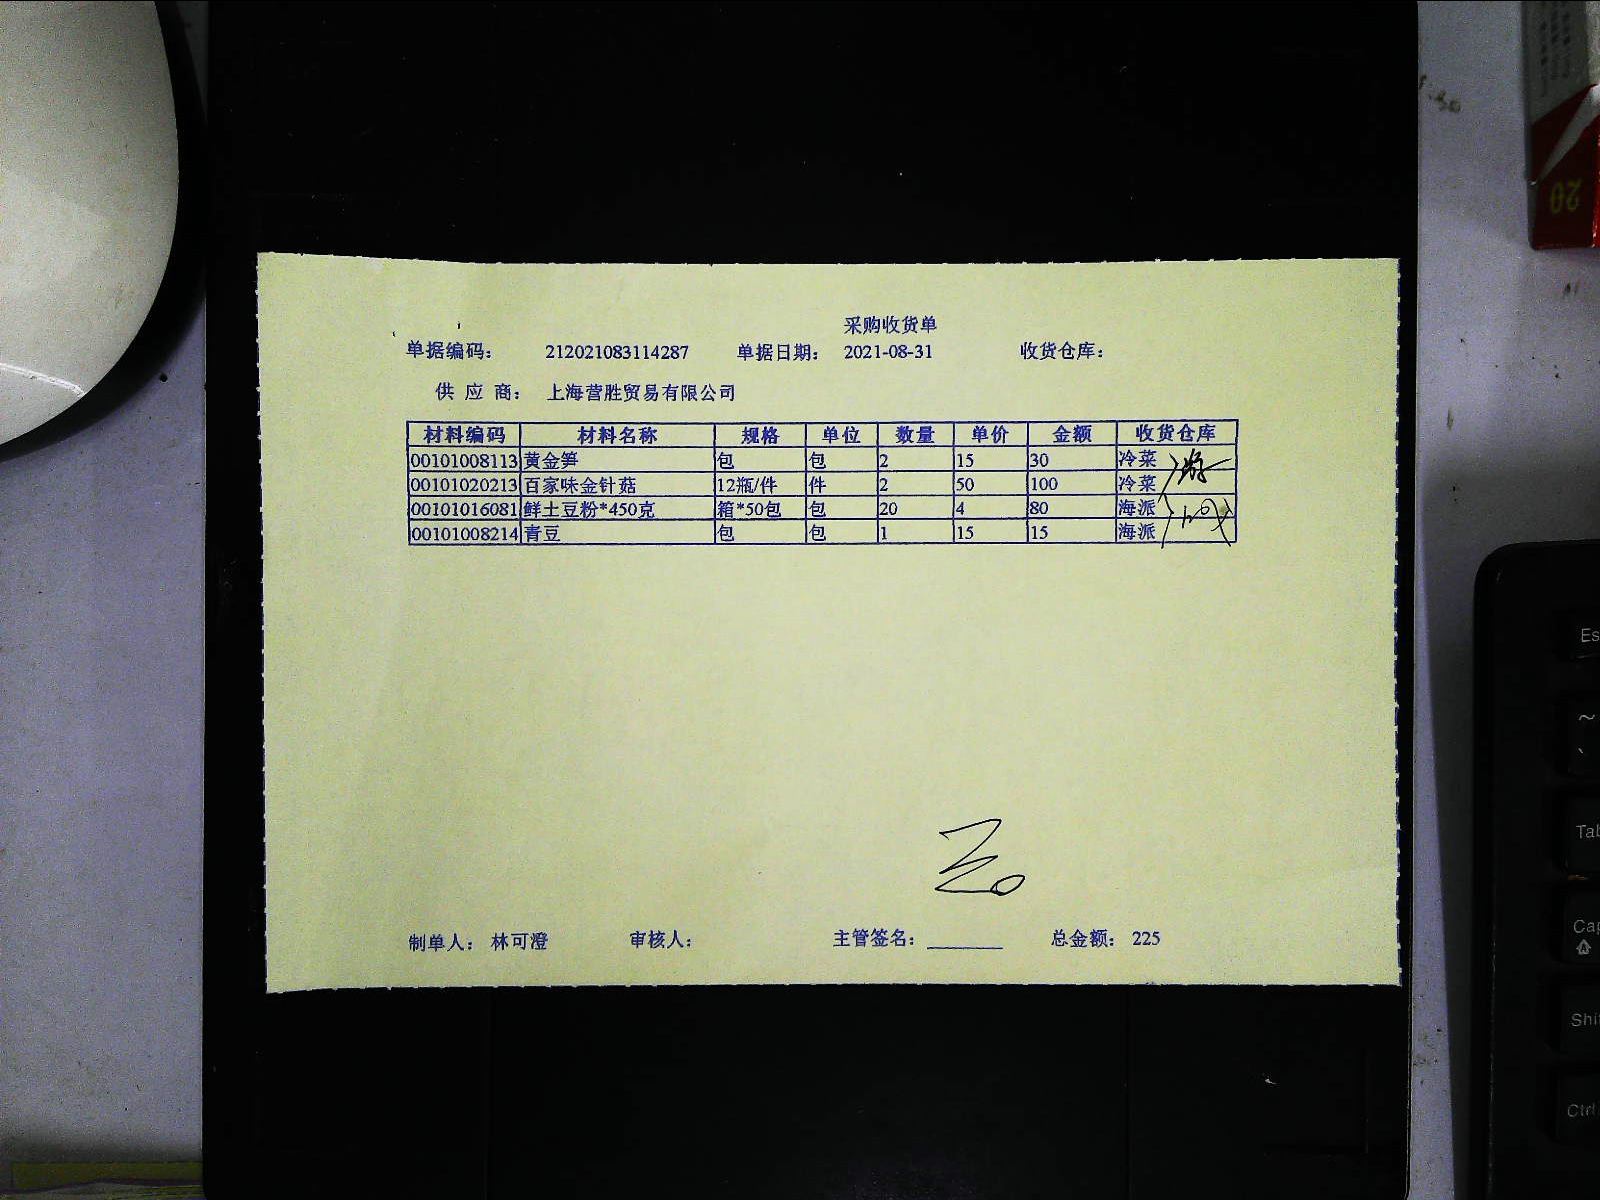 采购收货单
单据编码： 212021083114287 单据日期： 2021-08-31 收货仓库：
供 应 商： 上海营胜贸易有限公司
材料编码 材料名称 规格 单位 数量 单价 金额 收货仓库
00101008113 黄金笋 包 包 2 15 30 冷菜
00101020213 百家味金针菇 12瓶/件 件 2 50 100 冷菜
00101016081 鲜土豆粉*450克 箱*50包 包 20 4 80 海派
00101008214 青豆 包 包 1 15 15 海派
制单人： 林可澄 审核人： 主管签名： 总金额： 225
20
Es
~
Tab
Cap
Shi
Ctrl